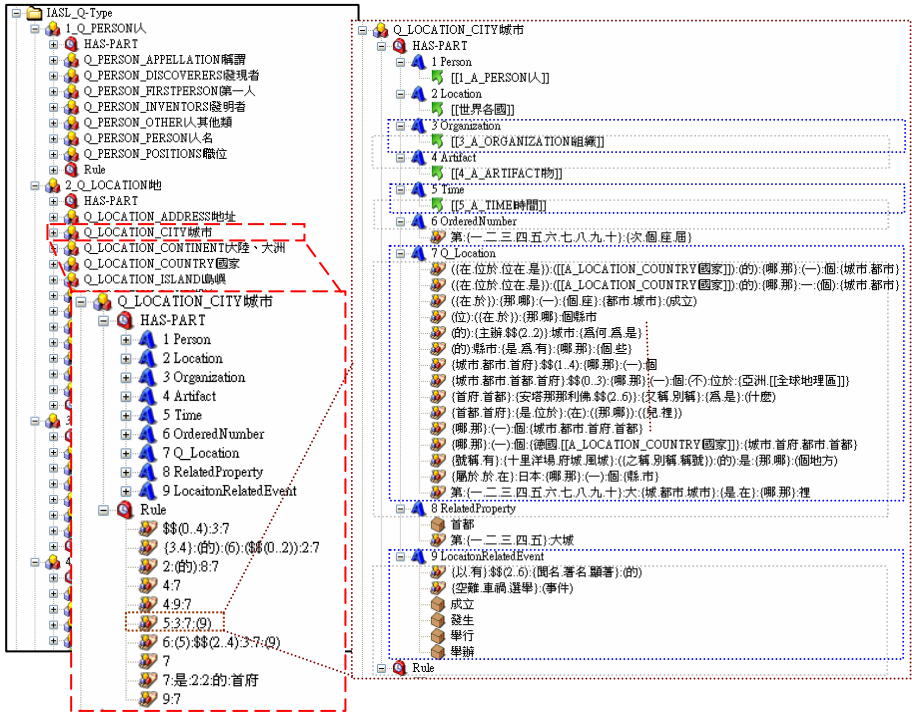 IASL_Q-Type
1_Q_PERSON人
HAS-PART
Q_PERSON_APPELLATION稱謂
Q_PERSON_DISCOVERERS發現者
Q_PERSON_FIRSTPERSON第一人
Q_PERSON_INVENTORS發明者
Q_PERSON_OTHER人其他類
Q_PERSON_PERSON人名
Q_PERSON_POSITIONS職位
Rule
2_Q_LOCATION地
HAS-PART
Q_LOCATION_ADDRESS地址
Q_LOCATION_CITY城市
Q_LOCATION_CONTINENT大陸、大洲
Q_LOCATION_COUNTRY國家
Q_LOCATION_ISLAND島嶼
3
4
Q_LOCATION_CITY城市
HAS-PART
1 Person
2 Location
3 Organization
4 Artifact
5 Time
6 OrderedNumber
7 Q_Location
8 RelatedProperty
9 LocaitonRelatedEvent
Rule
$$(0..4):3:7
{3.4}:(的):(6):($$(0..2)):2:7
2:(的):8:7
4:7
4:9:7
5:3:7:(9)
6:(5):$$(2..4):3:7:(9)
7
7:是:2:2:的:首府
9:7
Q_LOCATION_CITY城市
HAS-PART
1 Person
[[1_A_PERSON人]]
2 Location
[[世界各國]]
3 Organization
[[3_A_ORGANIZATION組織]]
4 Artifact
[[4_A_ARTIFACT物]]
5 Time
[[5_A_TIME時間]]
6 OrderedNumber
第:{一.二.三.四.五.六.七.八.九.十}:{次.個.座.屆}
7 Q_Location
({在.位於.位在.是}):([[A_LOCATION_COUNTRY國家]]):(的):{哪.那}:(一):個:{城市.都市}
({在.位於.位在.是}):([[A_LOCATION_COUNTRY國家]]):(的):{哪.那}:一:(個):{城市.都市}
({在.於}):{那.哪}:(一):{個.座}:{都市.城市}:(成立)
(位):({在.於}):{那.哪}:個縣市
(的):{主辦.$$(2..2)}城市:{為何.為.是}
(的):縣市:{是.為.有}:{哪.那}:{個.些}
{城市.都市.首府}:$$(1..4):{哪.那}:(一):個
{城市.都市.首都.首府}:$$(0..3):{哪.那}:(一):個:(不):位於:{亞洲.[[全球地理區]]}
{首府.首都}:{安塔那那利佛.$$(2..6)}:{又稱.別稱}:{為.是}:{什麼}
{首都.首府}:{是.位於}:(在):({那.哪}):({兒.裡})
{哪.那}:(一):個:{城市.都市.首府.首都}
{哪.那}:(一):個:{德國.[[A_LOCATION_COUNTRY國家]]}:{城市.首府.都市.首都}
{號稱.有}:{十里洋場.府城.風城}:({之稱.別稱.稱號}):(的):是:{那.哪}:{個地方}
{屬於.於.在}:日本:{哪.那}:(一):個:{縣.市}
第:{一.二.三.四.五.六.七.八.九.十}:大:{城.都市.城市}:{是.在}:{哪.那}:裡
8 RelatedProperty
首都
第:{一.二.三.四.五}:大城
9 LocaitonRelatedEvent
{以.有}:$$(2..6):{聞名.著名.顯著}:(的)
{空難.車禍.選舉}:(事件)
成立
發生
舉行
舉辦
Rule